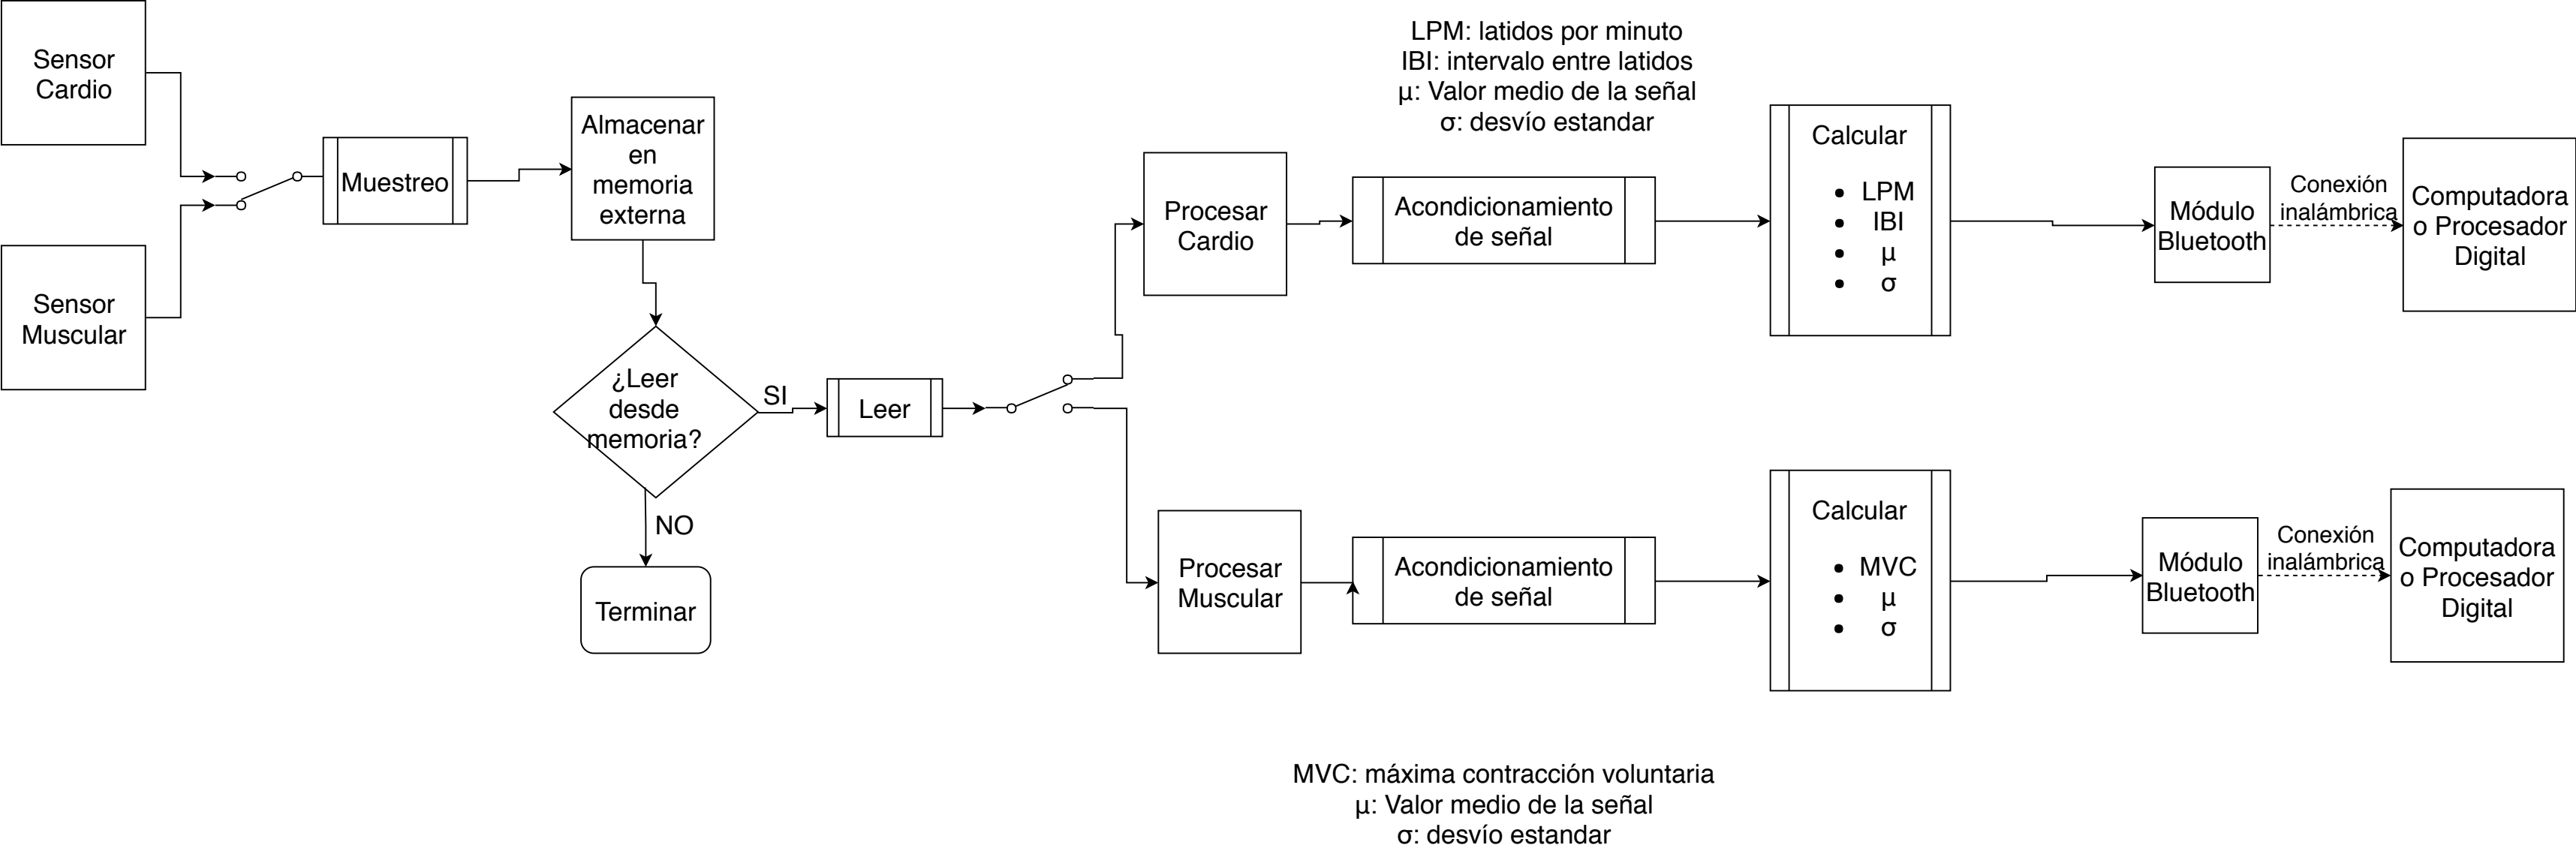 Sensor
Cardio
Sensor
Muscular
Muestreo
Almacenar
en
memoria
externa
¿Leer
desde
memoria?
SI
NO
Terminar
Leer
LPM: latidos por minuto
IBI: intervalo entre latidos
μ: Valor medio de la señal
σ: desvío estandar
Procesar
Cardio
Acondicionamiento
de señal
Calcular
• LPM
• IBI
• μ
• σ
Módulo
Bluetooth
Conexión
inalámbrica
Computadora
o Procesador
Digital
Procesar
Muscular
Acondicionamiento
de señal
Calcular
• MVC
• μ
• σ
Módulo
Bluetooth
Conexión
inalámbrica
Computadora
o Procesador
Digital
MVC: máxima contracción voluntaria
μ: Valor medio de la señal
σ: desvío estandar